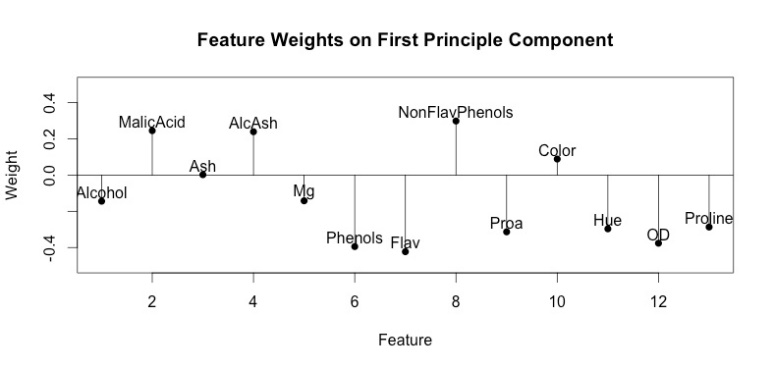 Feature Weights on First Principle Component
Weight
0.4
0.2
0.0
-0.4
Alcohol
MalicAcid
Ash
AlcAsh
Mg
Phenols
Flav
NonFlavPhenols
Proa
Color
Hue
OD
Proline
2 4 6 8 10 12
Feature